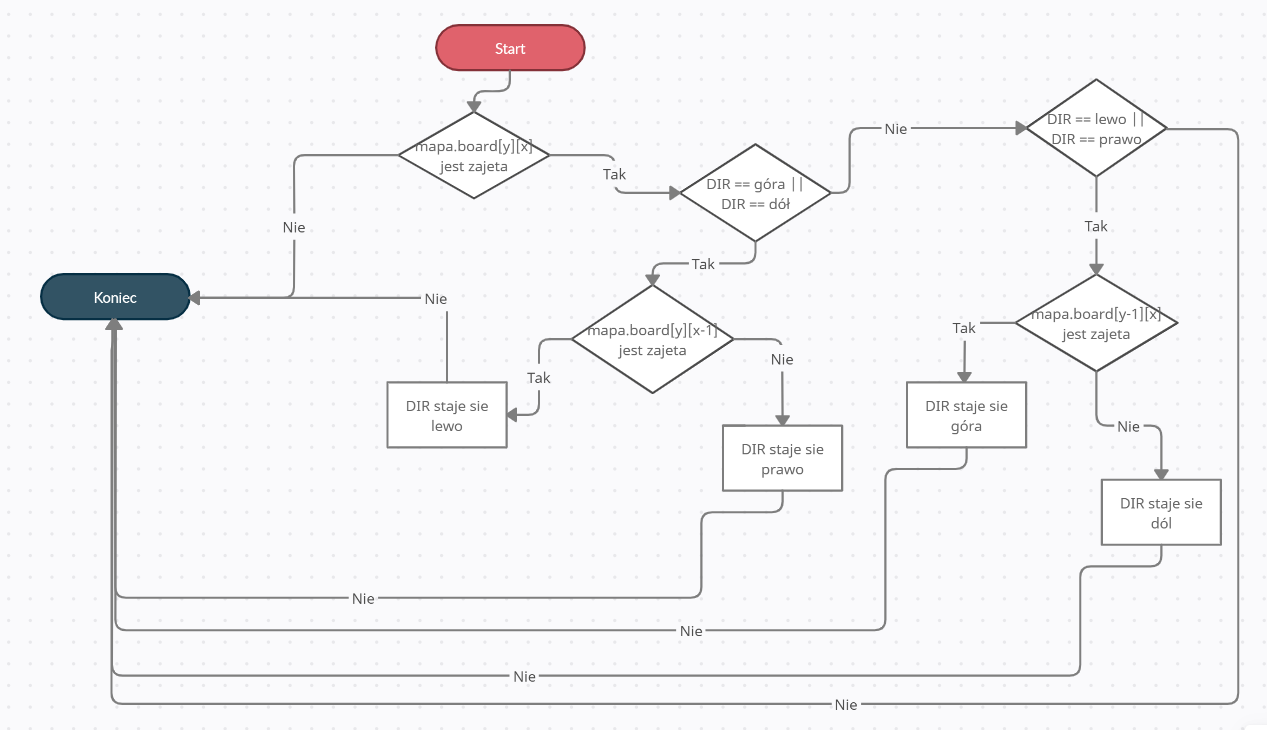 Start
mapa.board[y][x]
jest zajeta
Nie
Tak
DIR == góra ||
DIR == dół
Nie
DIR == lewo ||
DIR == prawo
Tak
Tak
Koniec
Nie
mapa.board[y][x-1]
jest zajeta
mapa.board[y-1][x]
jest zajeta
Tak
Nie
Tak
Nie
DIR staje sie
lewo
DIR staje sie
prawo
DIR staje sie
góra
DIR staje sie
dól
Nie
Nie
Nie
Nie